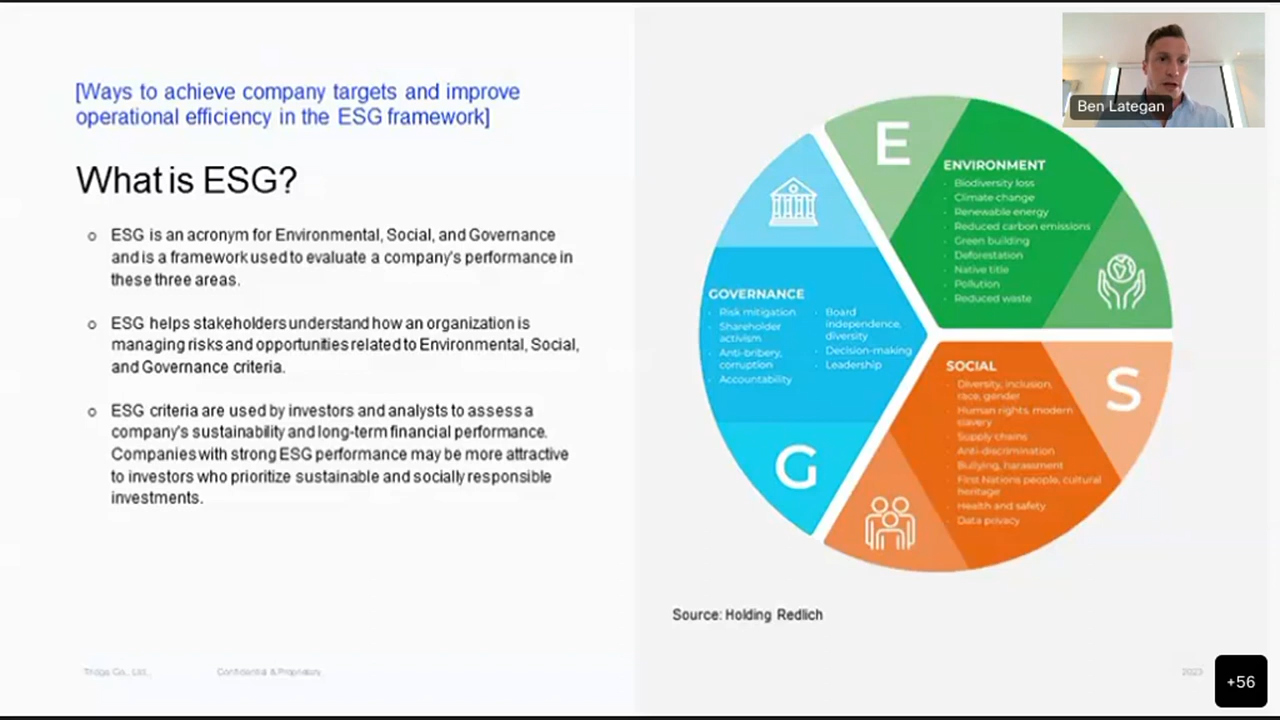 [Ways to achieve company targets and improve
operational efficiency in the ESG framework]
What is ESG?
ESG is an acronym for Environmental, Social, and Governance
and is a framework used to evaluate a company's performance in
these three areas.
ESG helps stakeholders understand how an organization is
managing risks and opportunities related to Environmental, Social,
and Governance criteria.
ESG criteria are used by investors and analysts to assess a
company's sustainability and long-term financial performance.
Companies with strong ESG performance may be more attractive
to investors who prioritize sustainable and socially responsible
investments.
Confidential & Proprietary
E
ENVIRONMENT
Biodiversity loss
Climate change
Renewable energy
Reduced carbon emissions
Green building
Deforestation
Native title
Pollution
Reduced waste
GOVERNANCE
Risk mitigation
Shareholder
activism
Anti-bribery,
corruption
Accountability
Board
independence,
diversity
Decision-making
Leadership
G
S
SOCIAL
Diversity, inclusion,
race, gender
Human rights, modern
slavery
Supply chains
Anti-discrimination
Bullying, harassment
First Nations people, cultural
heritage
Health and safety
Data privacy
Source: Holding Redlich
2023
Ben Lategan
+56